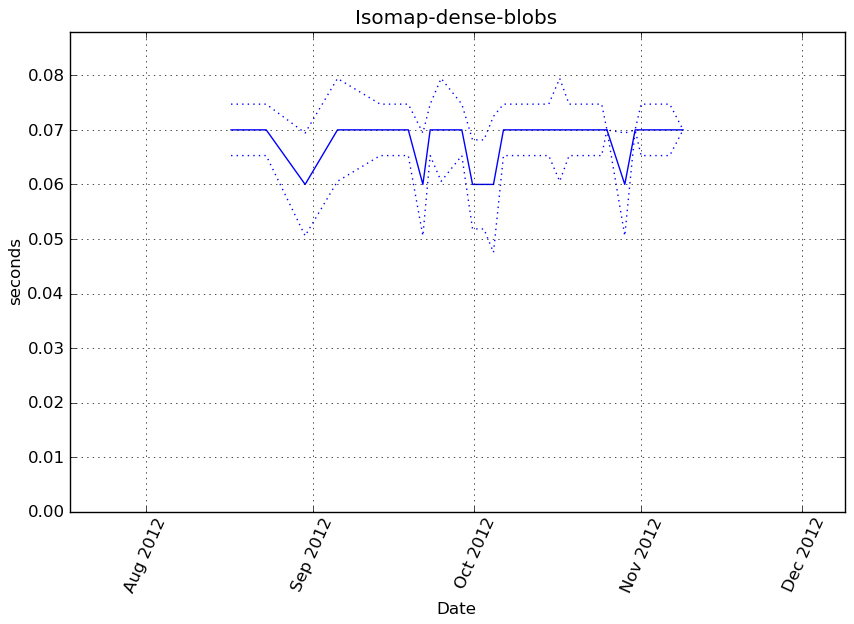 Isomap-dense-blobs
0.08
0.07
0.06
0.05
0.04
0.03
0.02
0.01
0.00
seconds
Aug 2012
Sep 2012
Oct 2012
Nov 2012
Dec 2012
Date